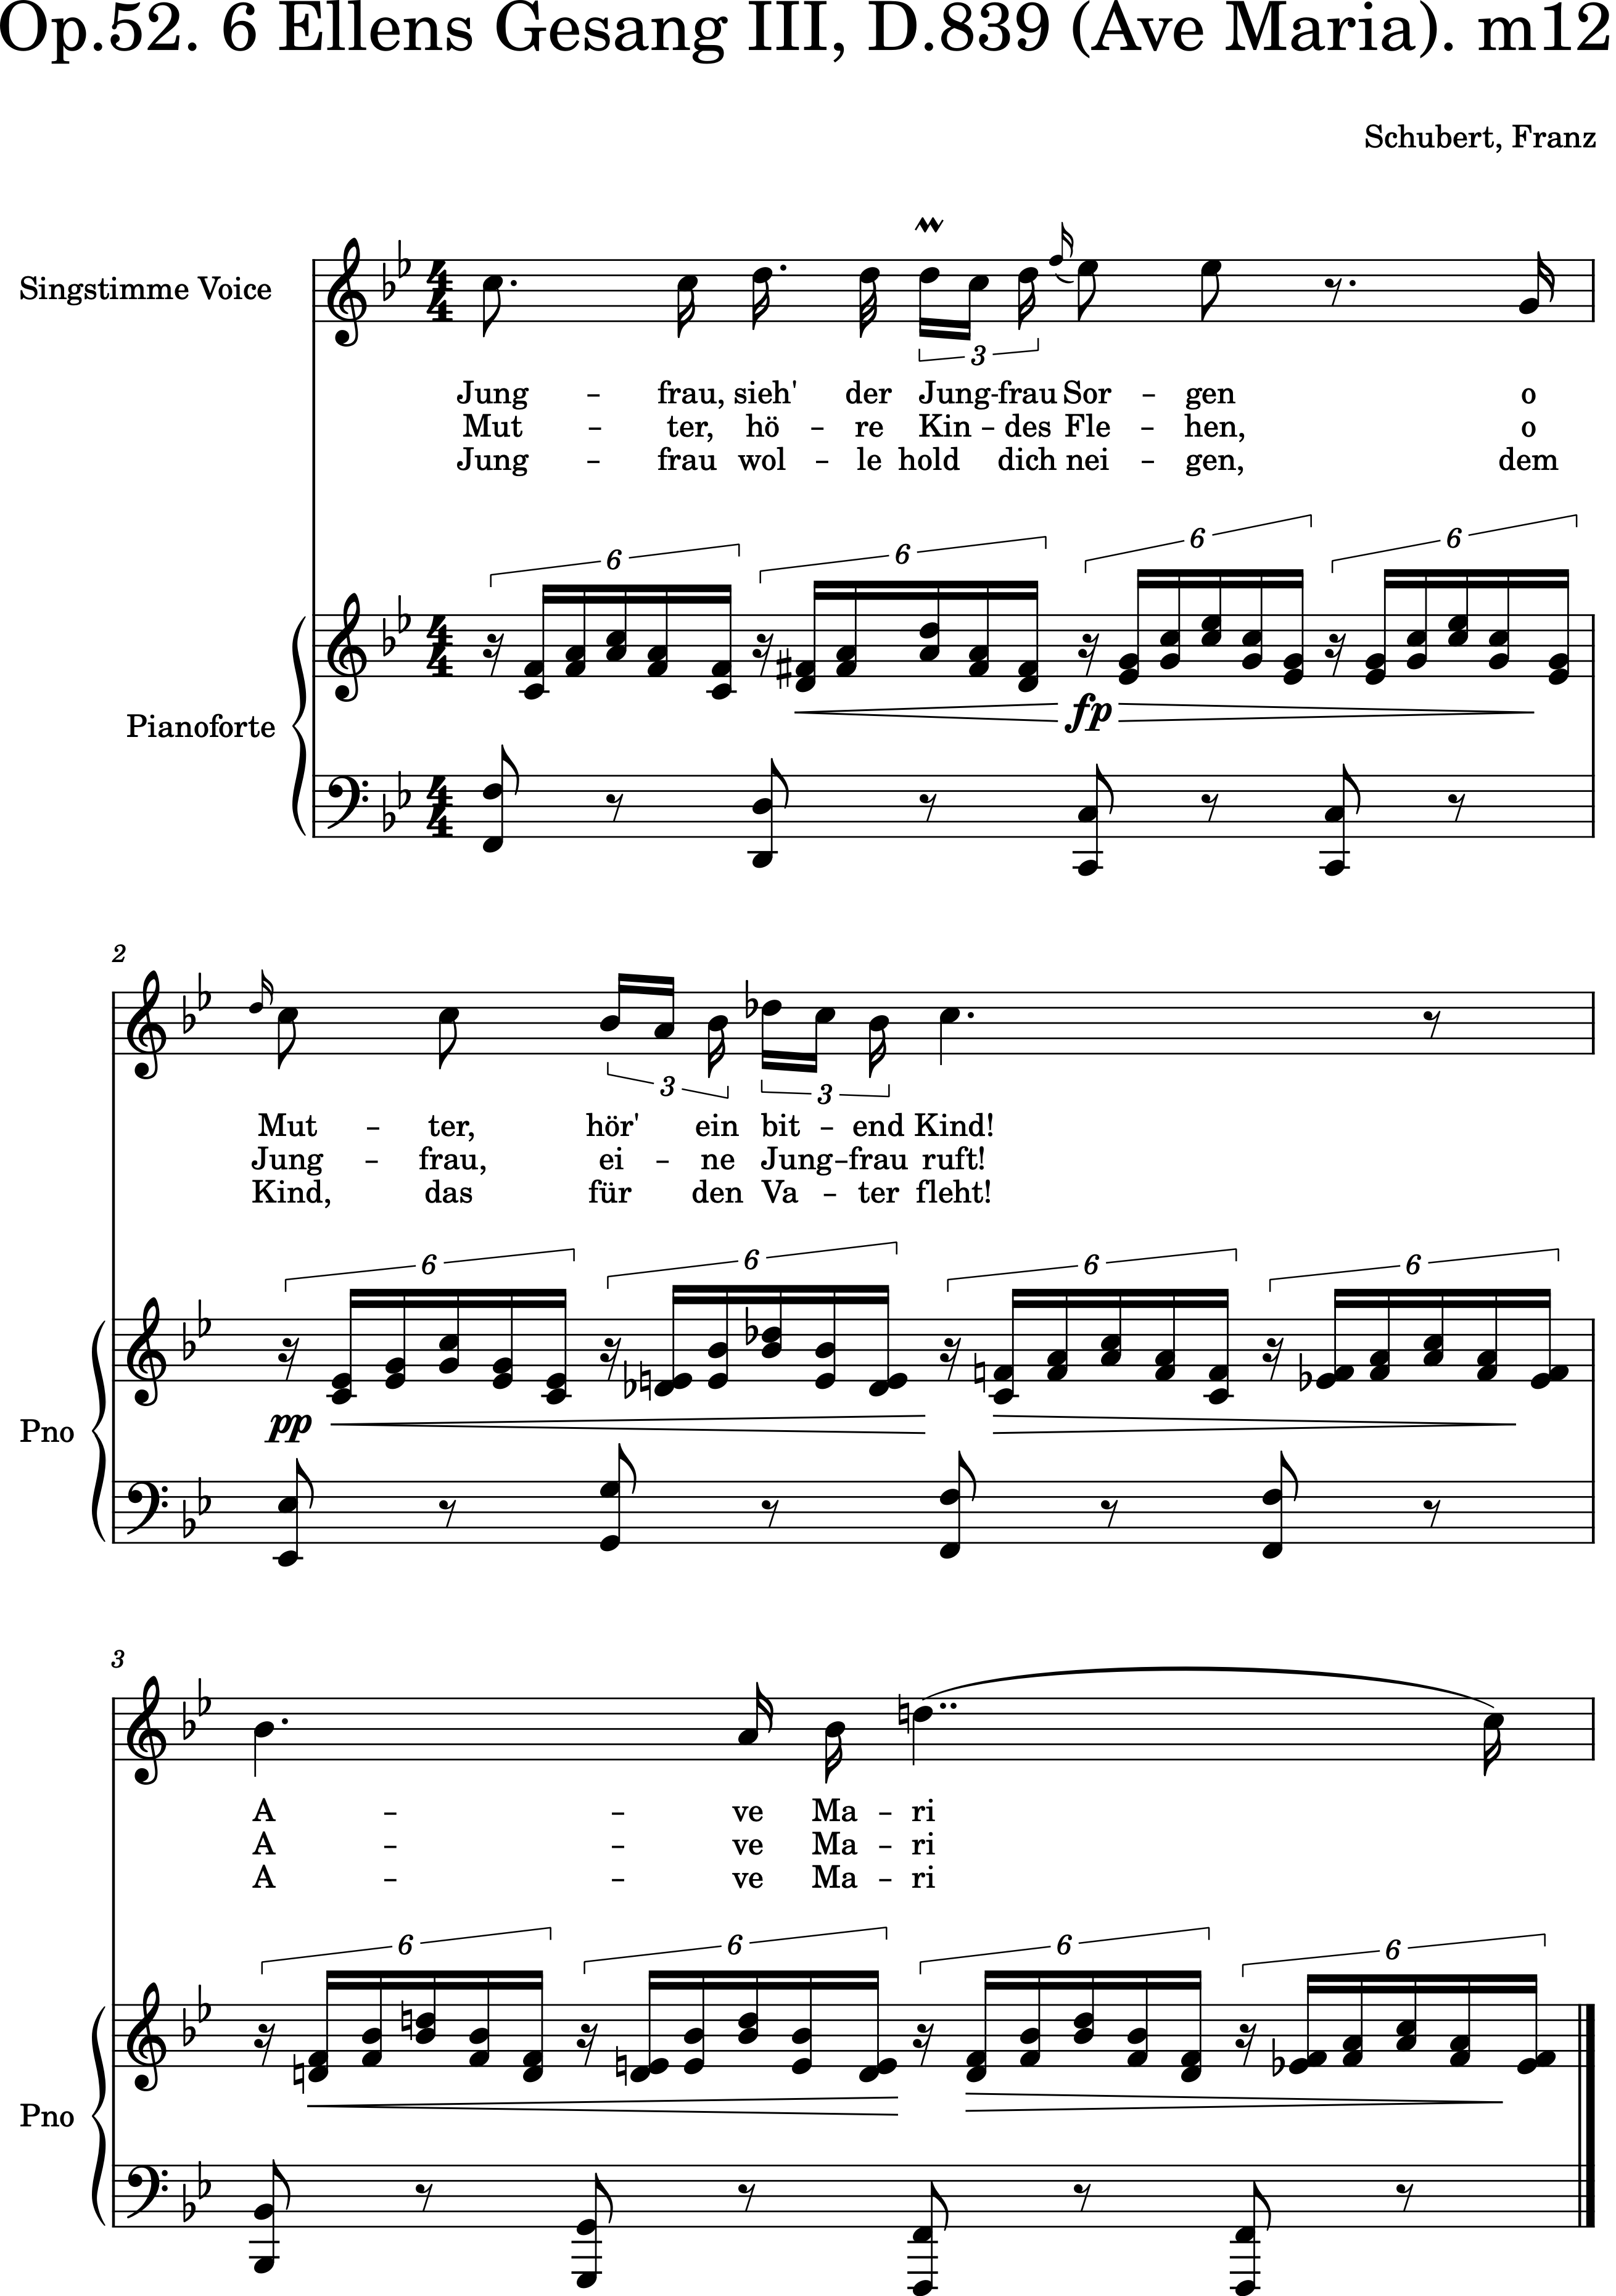 Op.52. 6 Ellens Gesang III, D.839 (Ave Maria). m12
Schubert, Franz
Singstimme Voice
3
Jung – frau, sieh' der Jung-frau Sor – gen o
Mut – ter, hö – re Kin – des Fle – hen, o
Jung – frau wol – le hold dich nei – gen, dem
6 6 6 6
Pianoforte
fp
2
3 3
Mut – ter, hör' ein bit – end Kind!
Jung – frau, ei – ne Jung – frau ruft!
Kind, das für den Va – ter fleht!
6 6 6 6
Pno
pp
3
A – – ve Ma – ri
A – – ve Ma – ri
A – – ve Ma – ri
6 6 6 6
Pno